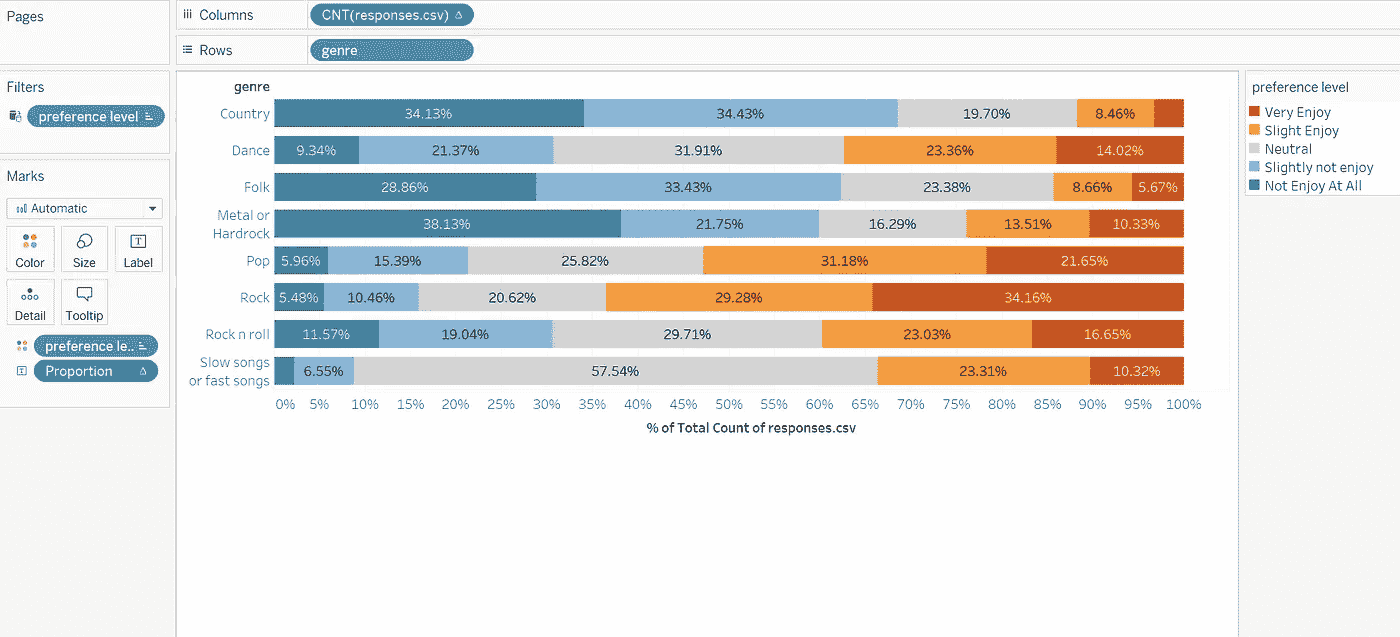 Pages
Columns
CNT(responses.csv)
Rows
genre
Filters
preference level
Marks
Automatic
Color
Size
Label
Detail
Tooltip
preference le..
Proportion
genre
Country
34.13%
34.43%
19.70%
8.46%
Dance
9.34%
21.37%
31.91%
23.36%
14.02%
Folk
28.86%
33.43%
23.38%
8.66%
5.67%
Metal or
Hardrock
38.13%
21.75%
16.29%
13.51%
10.33%
Pop
5.96%
15.39%
25.82%
31.18%
21.65%
Rock
5.48%
10.46%
20.62%
29.28%
34.16%
Rock n roll
11.57%
19.04%
29.71%
23.03%
16.65%
Slow songs
or fast songs
6.55%
57.54%
23.31%
10.32%
0% 5% 10% 15% 20% 25% 30% 35% 40% 45% 50% 55% 60% 65% 70% 75% 80% 85% 90% 95% 100%
% of Total Count of responses.csv
preference level
Very Enjoy
Slight Enjoy
Neutral
Slightly not enjoy
Not Enjoy At All